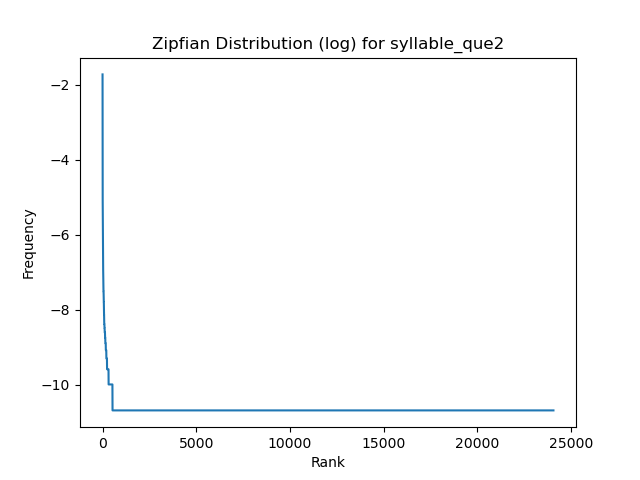 Zipfian Distribution (log) for syllable_que2
−2
−4
−6
−8
−10
Frequency
0 5000 10000 15000 20000 25000
Rank